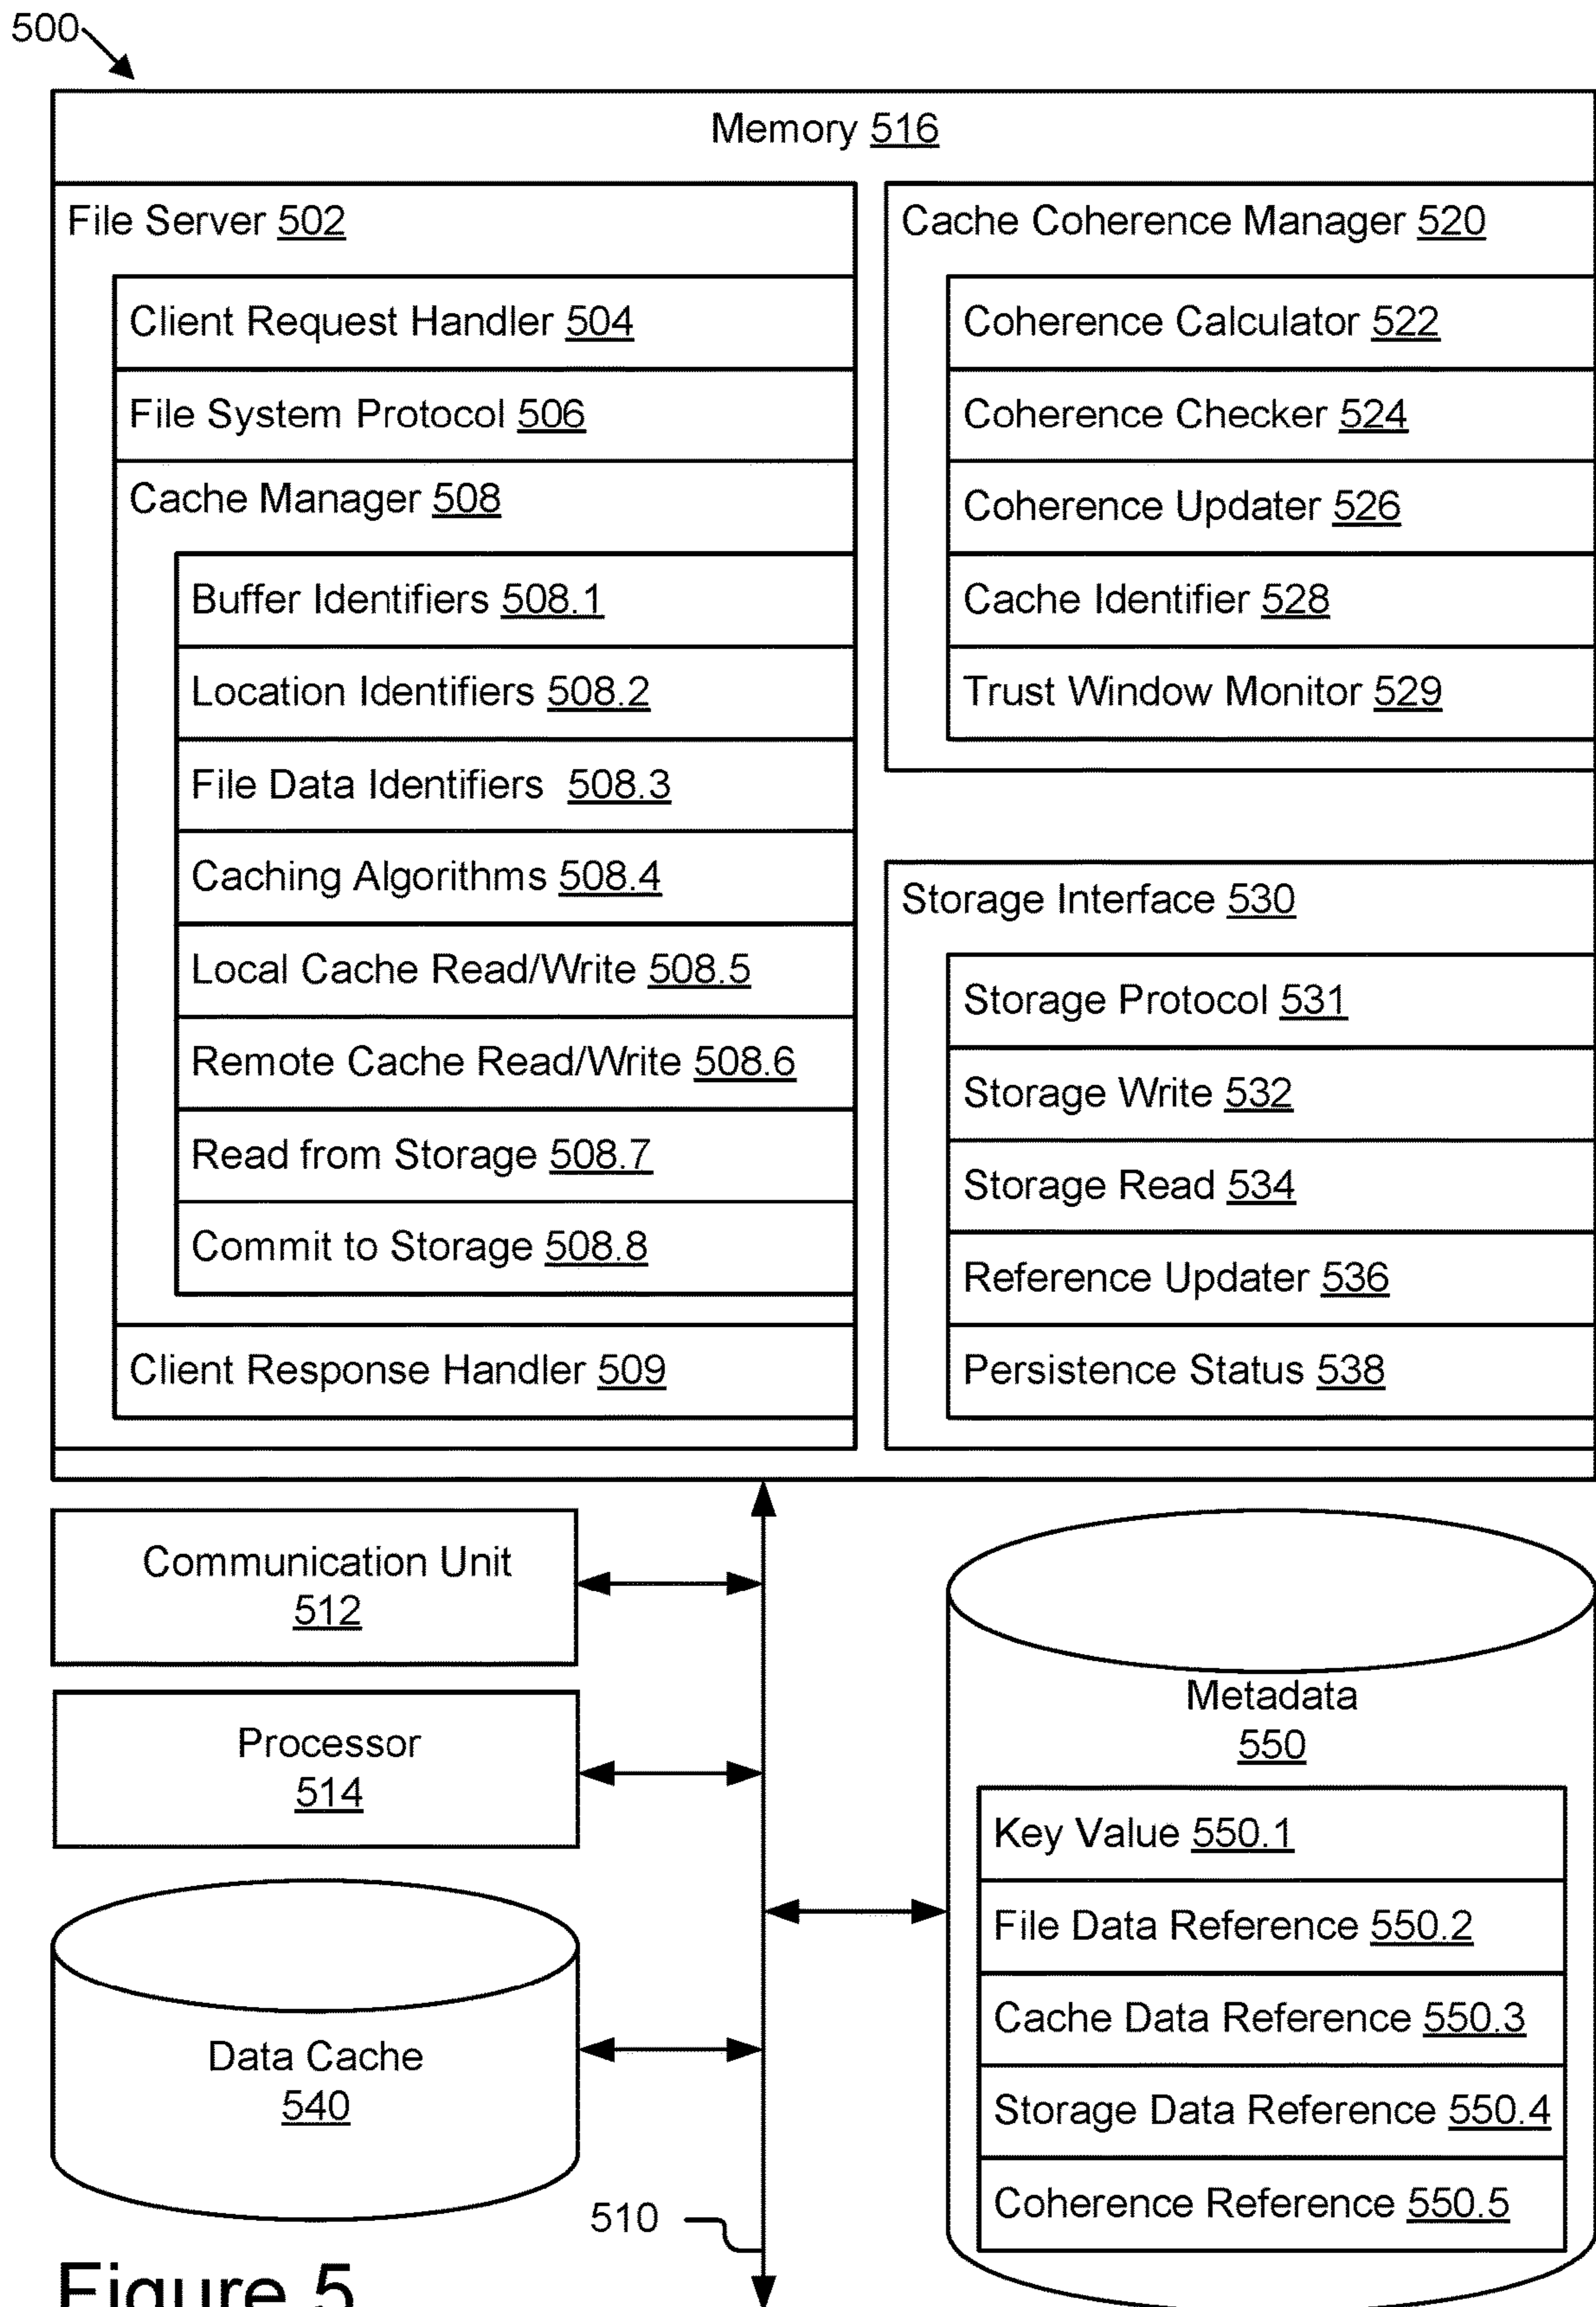 500
Memory 516
File Server 502
Client Request Handler 504
File System Protocol 506
Cache Manager 508
Buffer Identifiers 508.1
Location Identifiers 508.2
File Data Identifiers 508.3
Caching Algorithms 508.4
Local Cache Read/Write 508.5
Remote Cache Read/Write 508.6
Read from Storage 508.7
Commit to Storage 508.8
Client Response Handler 509
Cache Coherence Manager 520
Coherence Calculator 522
Coherence Checker 524
Coherence Updater 526
Cache Identifier 528
Trust Window Monitor 529
Storage Interface 530
Storage Protocol 531
Storage Write 532
Storage Read 534
Reference Updater 536
Persistence Status 538
Communication Unit
512
Processor
514
Data Cache
540
510
Metadata
550
Key Value 550.1
File Data Reference 550.2
Cache Data Reference 550.3
Storage Data Reference 550.4
Coherence Reference 550.5
Figure 5